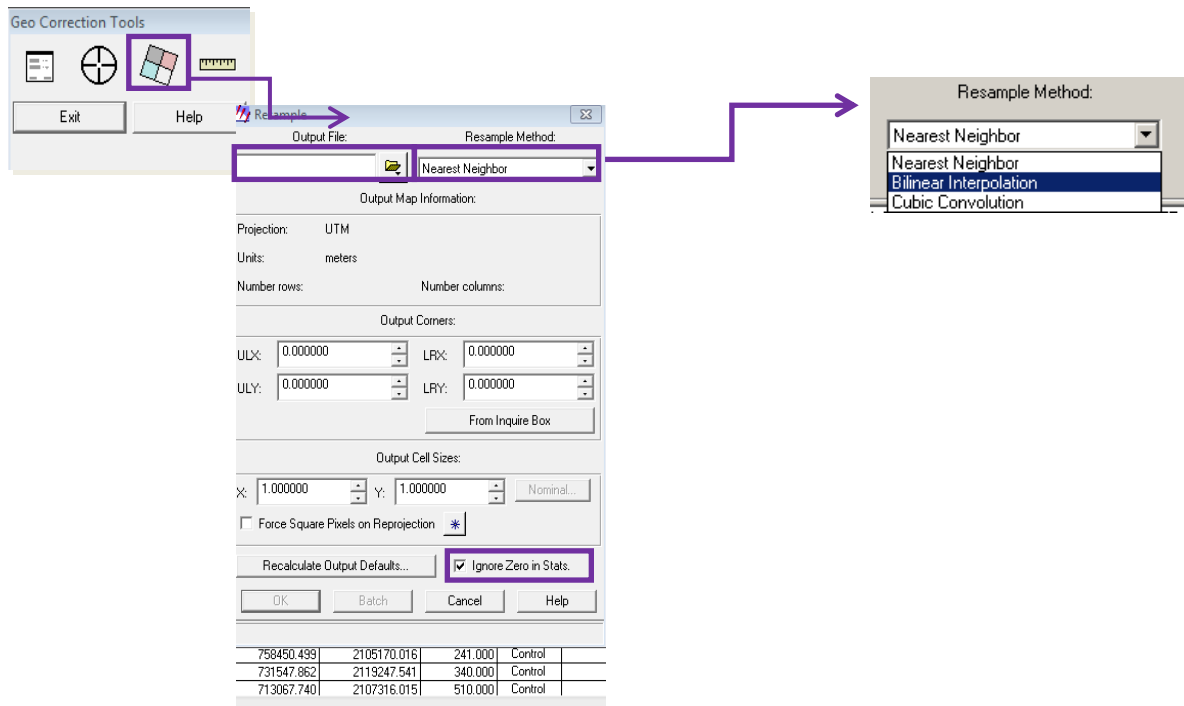 Geo Correction Tools
Exit Help
Resample
Output File: Resample Method:
Nearest Neighbor
Output Map Information:
Projection: UTM
Units: meters
Number rows: Number columns:
Output Corners:
ULX: 0.000000 LRX: 0.000000
ULY: 0.000000 LRY: 0.000000
From Inquire Box
Output Cell Sizes:
X: 1.000000 Y: 1.000000 Nominal...
Force Square Pixels on Reprojection
Recalculate Output Defaults... Ignore Zero in Stats.
OK Batch Cancel Help
758450.499 2105170.016 241.000 Control
731547.862 2119247.541 340.000 Control
713067.740 2107316.015 510.000 Control
Resample Method:
Nearest Neighbor
Nearest Neighbor
Bilinear Interpolation
Cubic Convolution